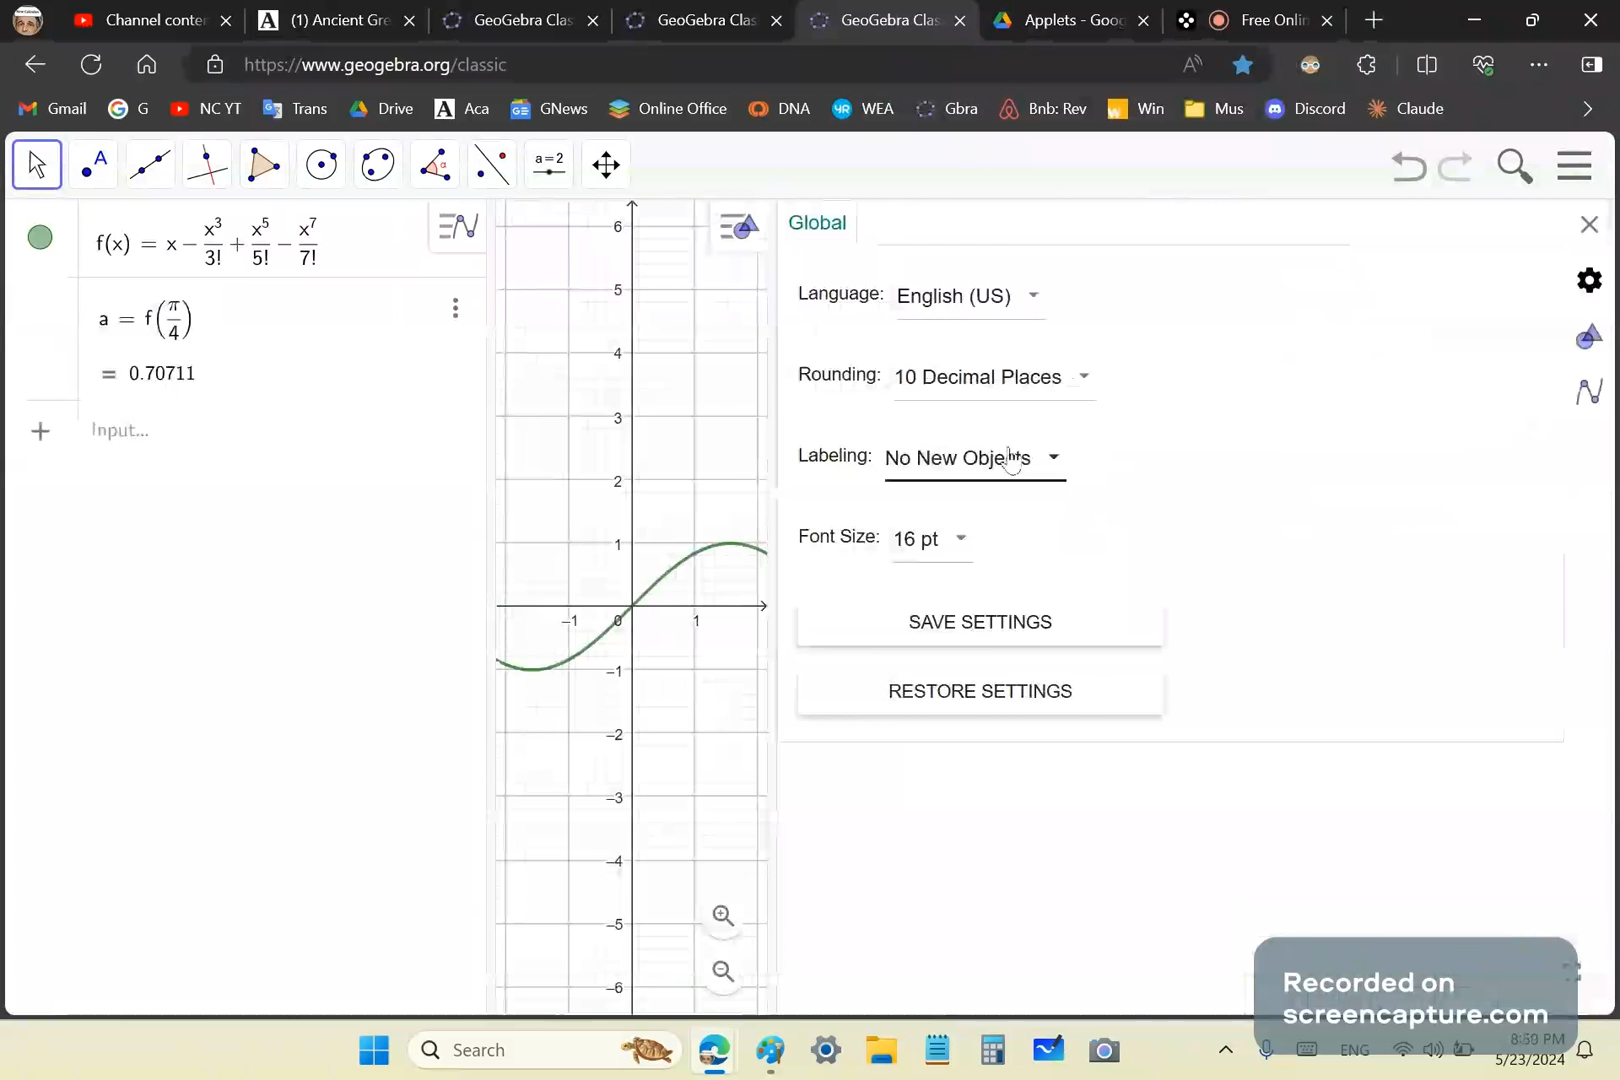 Channel conte
(1) Ancient Gre
GeoGebra Clas
GeoGebra Clas
GeoGebra Clas
Applets - Goog
Free Onlin
https://www.geogebra.org/classic
Gmail
G
NC YT
Trans
Drive
Aca
GNews
Online Office
DNA
WEA
Gbra
Bnb: Rev
Win
Mus
Discord
Claude
A
a=2
f(x) = x − x³/3! + x⁵/5! − x⁷/7!
a = f(π/4)
= 0.70711
+ Input...
6
5
4
3
2
1
−1 0 1
−1
−2
−3
−4
−5
−6
Global
Language: English (US)
Rounding: 10 Decimal Places
Labeling: No New Objects
Font Size: 16 pt
SAVE SETTINGS
RESTORE SETTINGS
Recorded on
screencapture.com
Search
ENG
8:50 PM
5/23/2024